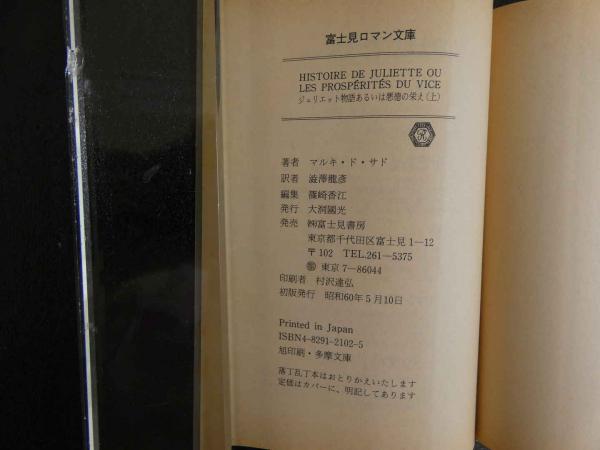 富士見ロマン文庫
HISTOIRE DE JULIETTE OU
LES PROSPÉRITÉS DU VICE
ジェリエット物語あるいは悪徳の栄え(上)
著者 マルキ・ド・サド
訳者 澁澤龍彥
編集 篠崎香江
発行 大洞國光
発売 ㈱富士見書房
東京都千代田区富士見1—12
〒102 TEL.261—5375
東京7—86044
印刷者 村沢達弘
初版発行 昭和60年5月10日
Printed in Japan
ISBN4-8291-2102-5
旭印刷・多摩文庫
落丁乱丁本はおとりかえいたします
定価はカバーに、明記してあります